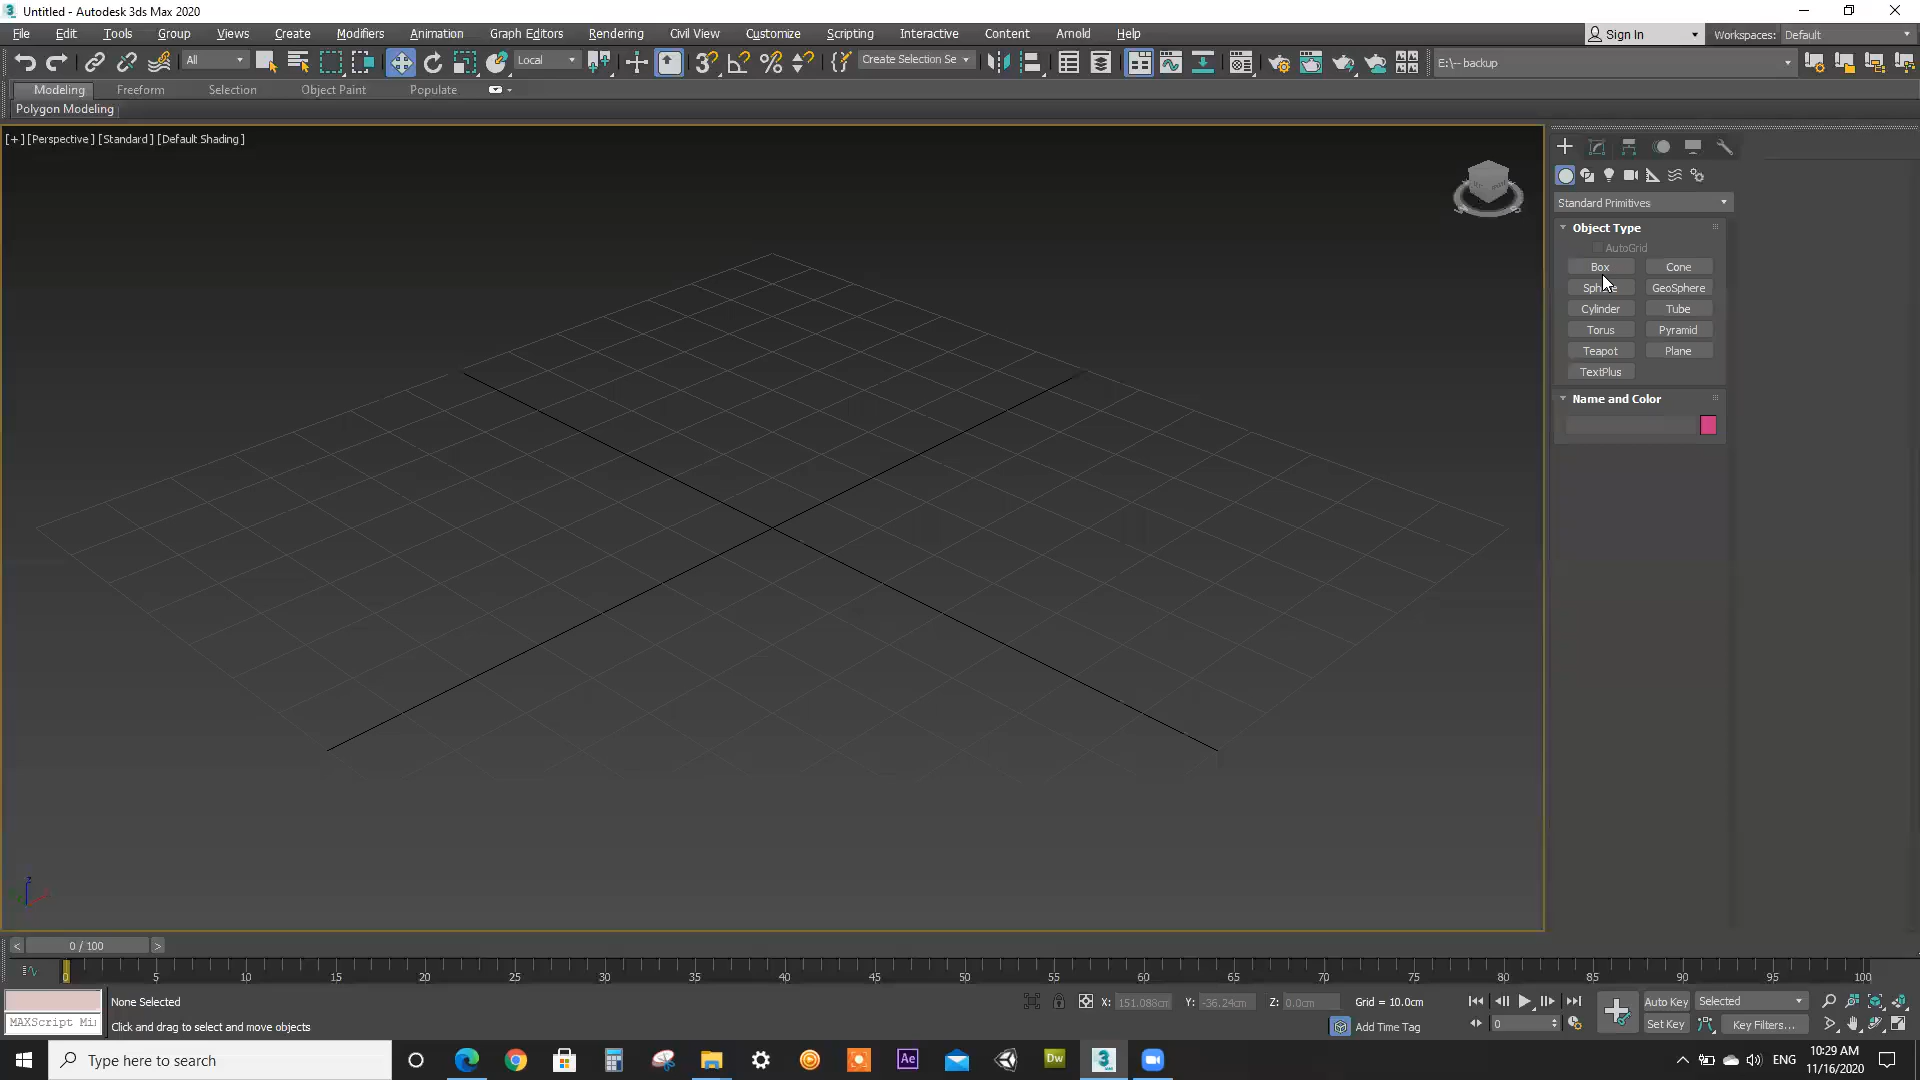 Untitled - Autodesk 3ds Max 2020
File Edit Tools Group Views Create Modifiers Animation Graph Editors Rendering Civil View Customize Scripting Interactive Content Arnold Help Sign In Workspaces: Default
All Local Create Selection Se E:\-- backup
Modeling Freeform Selection Object Paint Populate
Polygon Modeling
[+] [Perspective] [Standard] [Default Shading]
Standard Primitives
Object Type
AutoGrid
Box Cone
Sphere GeoSphere
Cylinder Tube
Torus Pyramid
Teapot Plane
TextPlus
Name and Color
z
< 0 / 100 >
0 5 10 15 20 25 30 35 40 45 50 55 60 65 70 75 80 85 90 95 100
None Selected X: 151.088cm Y: -36.24cm Z: 0.0cm Grid = 10.0cm Auto Key Selected
MAXScript Mi Click and drag to select and move objects Add Time Tag 0 Set Key Key Filters...
Type here to search Ae Dw 3 ENG 10:29 AM
11/16/2020